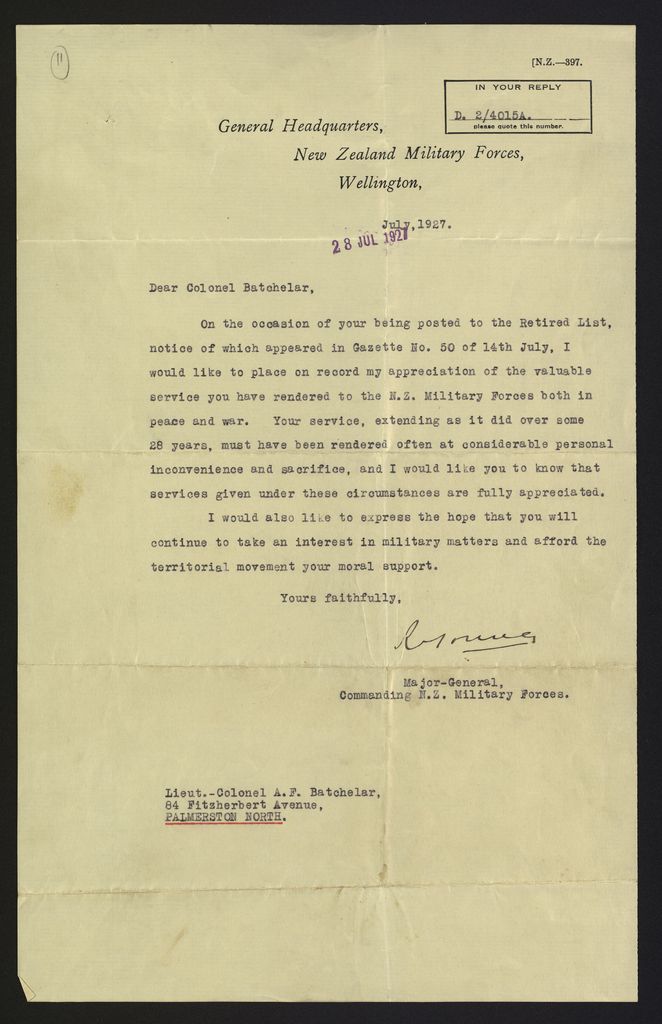 11
[N.Z.—397.
IN YOUR REPLY
D. 2/4015A.
please quote this number.
General Headquarters,
New Zealand Military Forces,
Wellington,
July, 1927.
28 JUL 1927
Dear Colonel Batchelar,
On the occasion of your being posted to the Retired List,
notice of which appeared in Gazette No. 50 of 14th July, I
would like to place on record my appreciation of the valuable
service you have rendered to the N.Z. Military Forces both in
peace and war. Your service, extending as it did over some
28 years, must have been rendered often at considerable personal
inconvenience and sacrifice, and I would like you to know that
services given under these circumstances are fully appreciated.
I would also like to express the hope that you will
continue to take an interest in military matters and afford the
territorial movement your moral support.
Yours faithfully,
Major-General,
Commanding N.Z. Military Forces.
Lieut.-Colonel A.F. Batchelar,
84 Fitzherbert Avenue,
PALMERSTON NORTH.